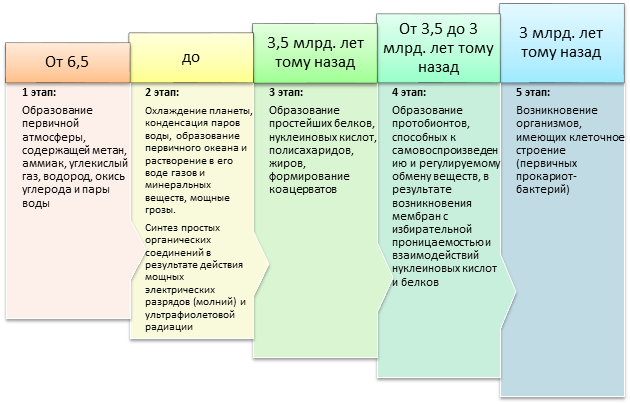 От 6,5
до
3,5 млрд. лет
тому назад
От 3,5 до 3
млрд. лет тому
назад
3 млрд. лет
тому назад
1 этап:
Образование
первичной
атмосферы,
содержащей метан,
аммиак, углекислый
газ, водород, окись
углерода и пары
воды
2 этап:
Охлаждение планеты,
конденсация паров
воды, образование
первичного океана и
растворение в его
воде газов и
минеральных
веществ, мощные
грозы.
Синтез простых
органических
соединений в
результате действия
мощных
электрических
разрядов (молний) и
ультрафиолетовой
радиации
3 этап:
Образование
простейших белков,
нуклеиновых кислот,
полисахаридов,
жиров,
формирование
коацерватов
4 этап:
Образование
протобионтов,
способных к
самовоспроизведен
ию и регулируемому
обмену веществ, в
результате
возникновения
мембран с
избирательной
проницаемостью и
взаимодействий
нуклеиновых кислот
и белков
5 этап:
Возникновение
организмов,
имеющих клеточное
строение
(первичных
прокариот-
бактерий)